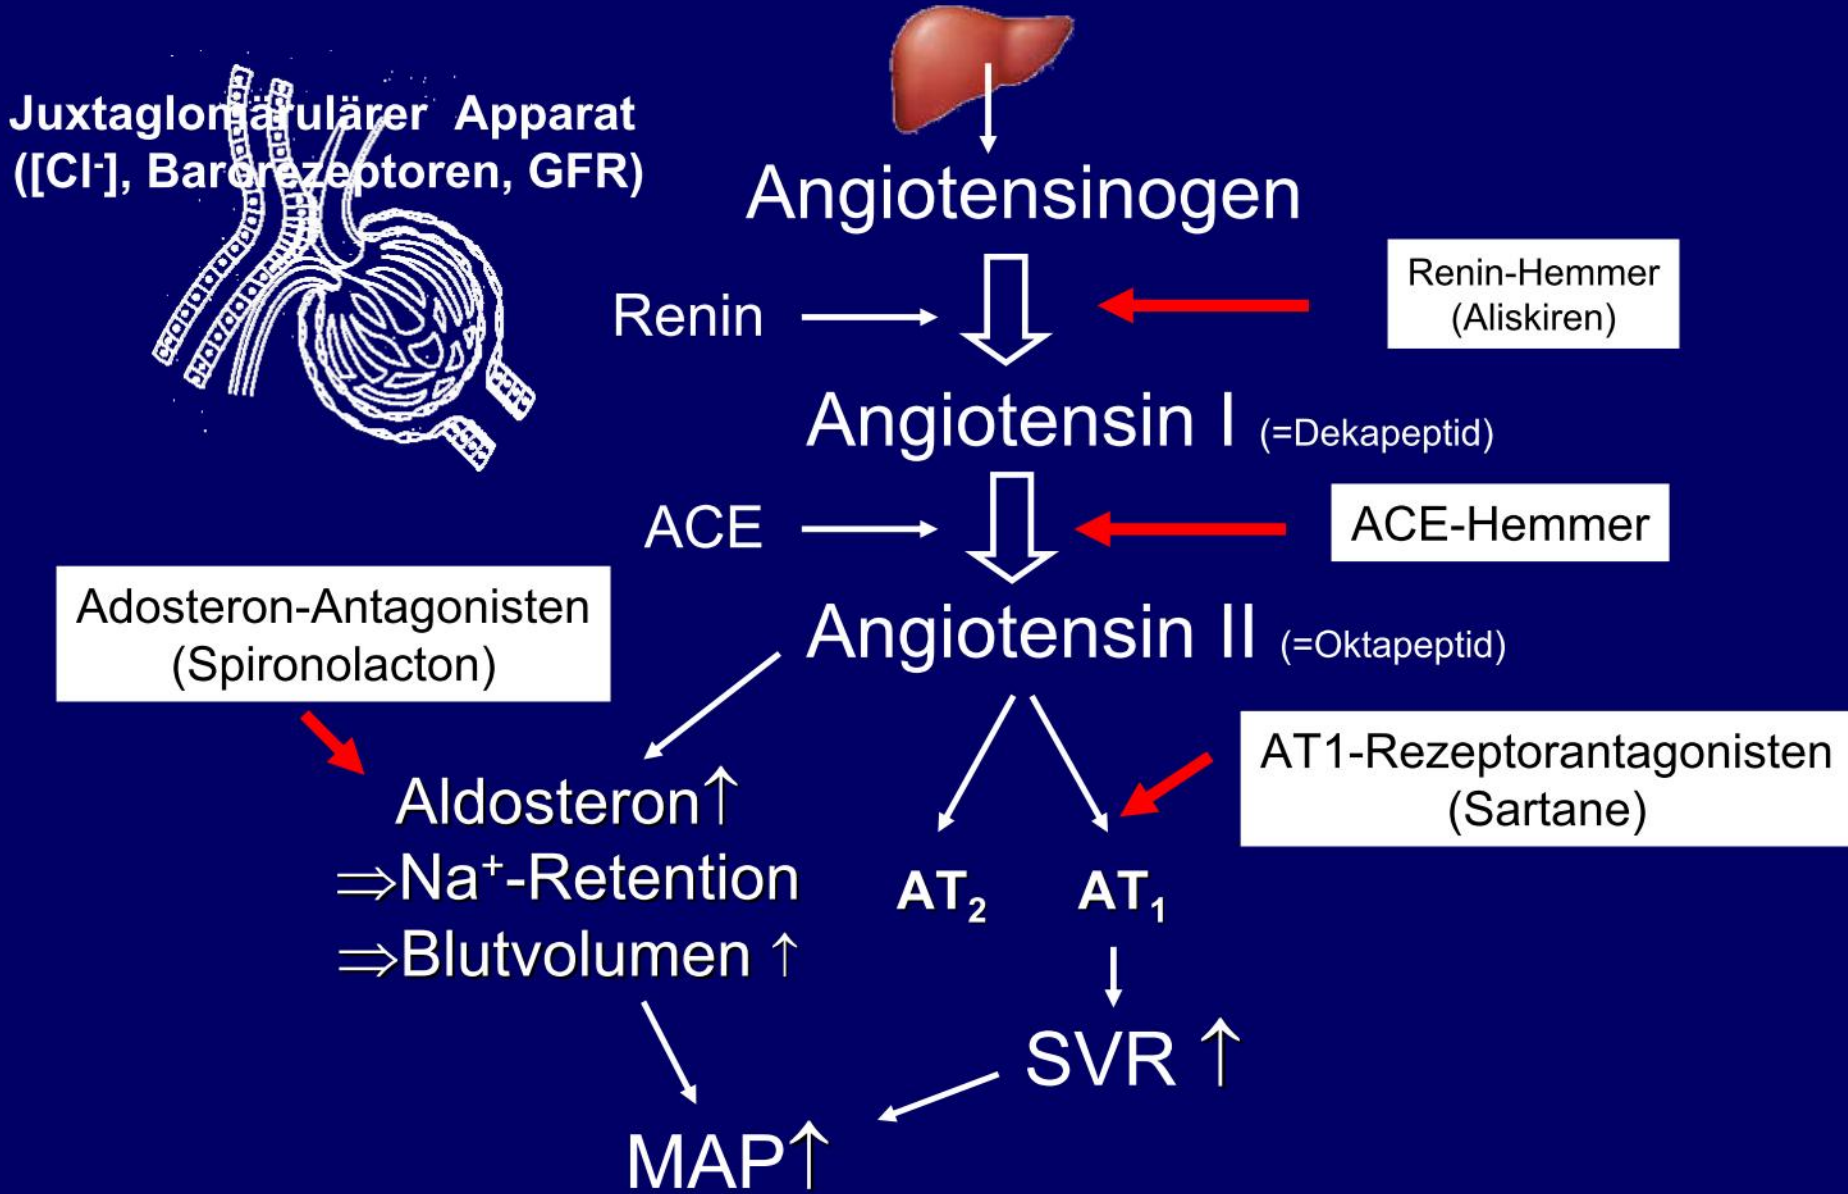 Juxtaglomärulärer Apparat
([Cl-], Barorezeptoren, GFR)
Angiotensinogen
Renin
Renin-Hemmer
(Aliskiren)
Angiotensin I (=Dekapeptid)
ACE
ACE-Hemmer
Adosteron-Antagonisten
(Spironolacton)
Angiotensin II (=Oktapeptid)
AT1-Rezeptorantagonisten
(Sartane)
Aldosteron↑
⇒Na⁺-Retention
⇒Blutvolumen ↑
AT₂
AT₁
SVR ↑
MAP↑